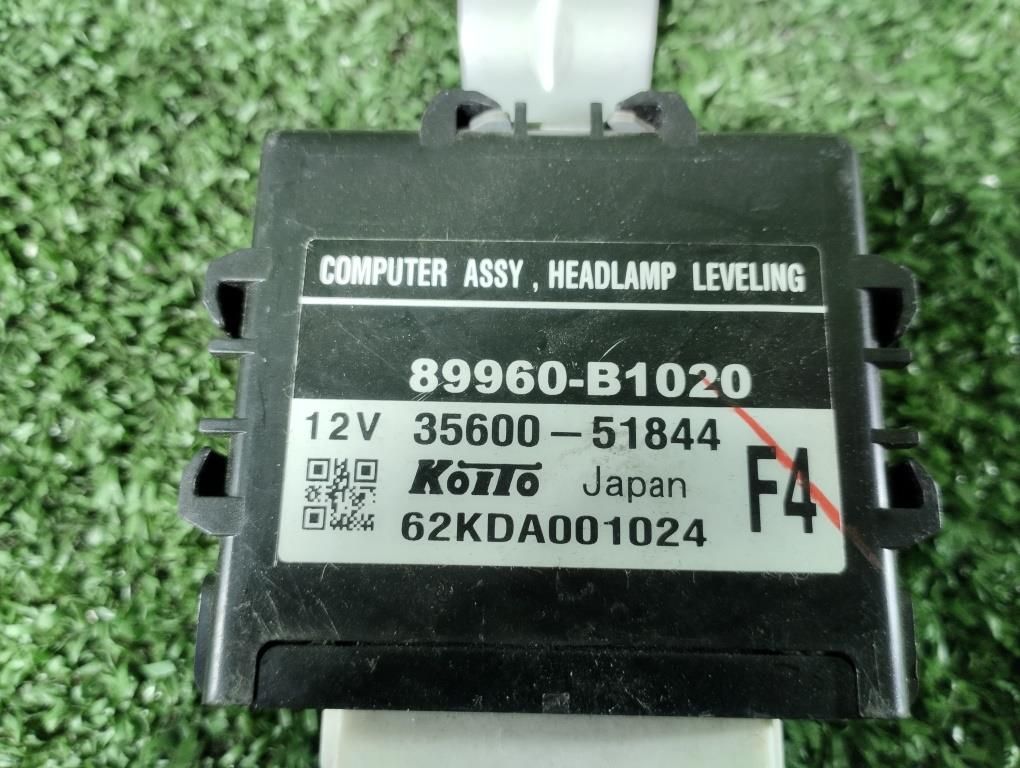 COMPUTER ASSY , HEADLAMP LEVELING
89960-B1020
12V 35600-51844
KOITO Japan F4
62KDA001024